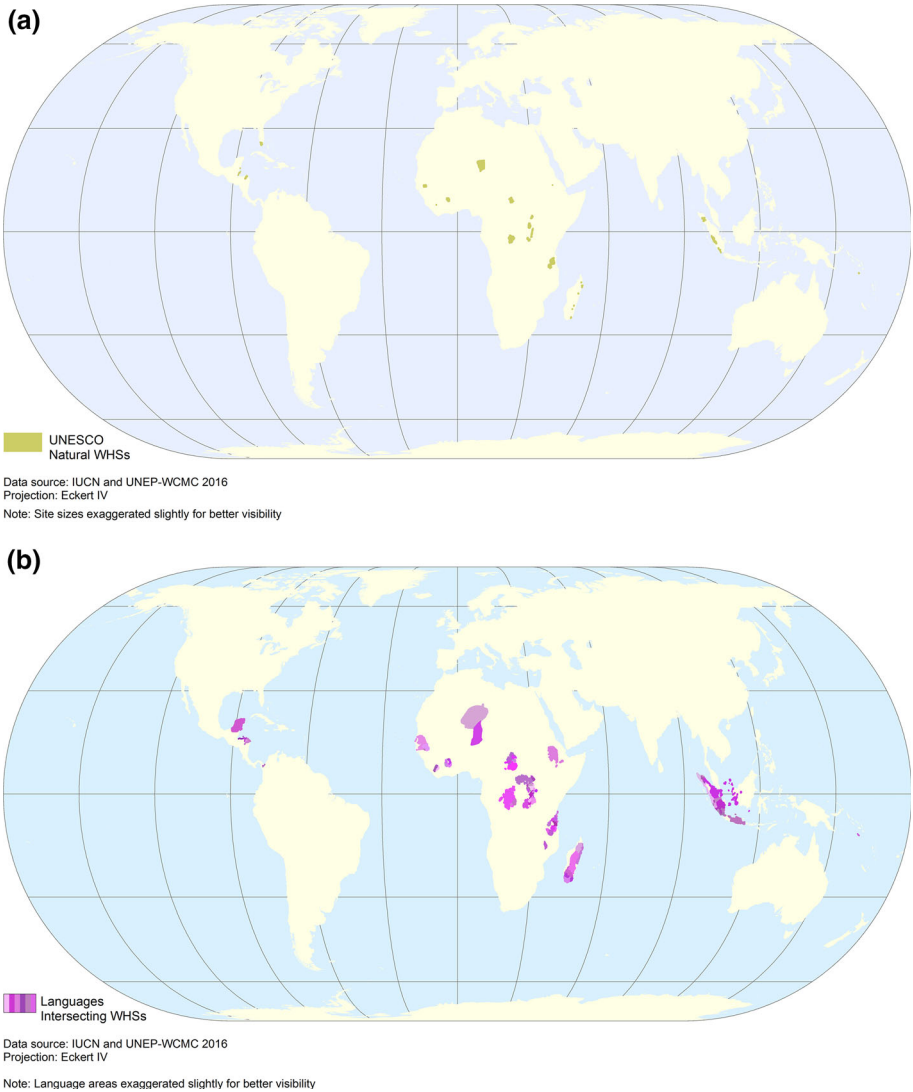 (a)
UNESCO
Natural WHSs
Data source: IUCN and UNEP-WCMC 2016
Projection: Eckert IV
Note: Site sizes exaggerated slightly for better visibility
(b)
Languages
Intersecting WHSs
Data source: IUCN and UNEP-WCMC 2016
Projection: Eckert IV
Note: Language areas exaggerated slightly for better visibility